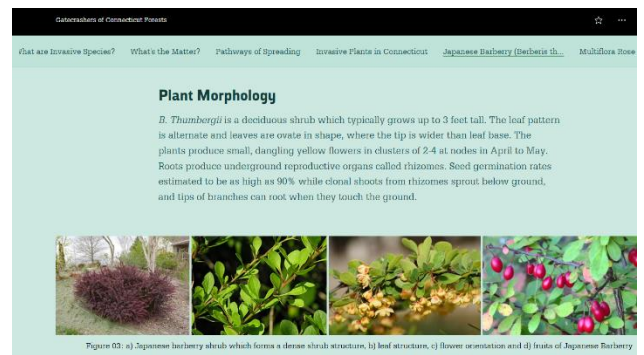 Gatecrashers of Connecticut Forests
What are Invasive Species? What's the Matter? Pathways of Spreading Invasive Plants in Connecticut Japanese Barberry (Berberis th... Multiflora Rose
Plant Morphology
B. Thumbergii is a deciduous shrub which typically grows up to 3 feet tall. The leaf pattern
is alternate and leaves are ovate in shape, where the tip is wider than leaf base. The
plants produce small, dangling yellow flowers in clusters of 2-4 at nodes in April to May.
Roots produce underground reproductive organs called rhizomes. Seed germination rates
estimated to be as high as 90% while clonal shoots from rhizomes sprout below ground,
and tips of branches can root when they touch the ground.
Figure 03: a) Japanese barberry shrub which forms a dense shrub structure, b) leaf structure, c) flower orientation and d) fruits of Japanese Barberry